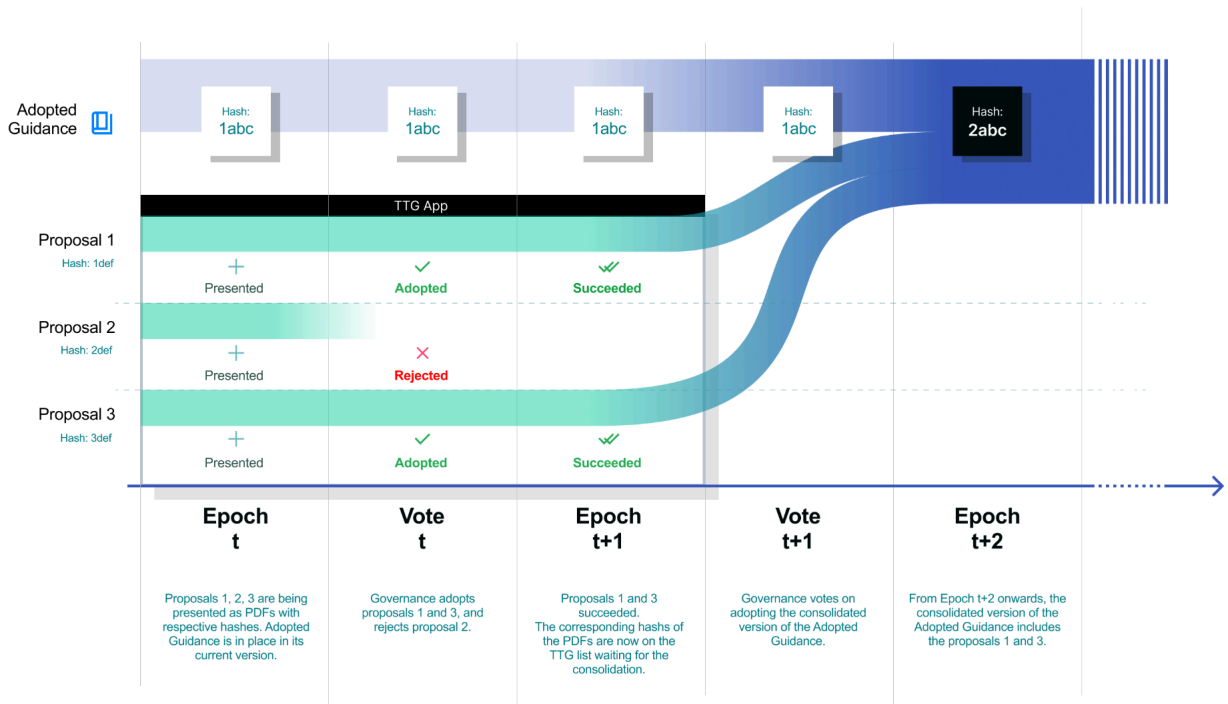 Adopted
Guidance
Hash:
1abc
Hash:
1abc
Hash:
1abc
Hash:
1abc
Hash:
2abc
TTG App
Proposal 1
Hash: 1def
Presented
Adopted
Succeeded
Proposal 2
Hash: 2def
Presented
Rejected
Proposal 3
Hash: 3def
Presented
Adopted
Succeeded
Epoch
t
Vote
t
Epoch
t+1
Vote
t+1
Epoch
t+2
Proposals 1, 2, 3 are being
presented as PDFs with
respective hashes. Adopted
Guidance is in place in its
current version.
Governance adopts
proposals 1 and 3, and
rejects proposal 2.
Proposals 1 and 3
succeeded.
The corresponding hashs of
the PDFs are now on the
TTG list waiting for the
consolidation.
Governance votes on
adopting the consolidated
version of the Adopted
Guidance.
From Epoch t+2 onwards, the
consolidated version of the
Adopted Guidance includes
the proposals 1 and 3.